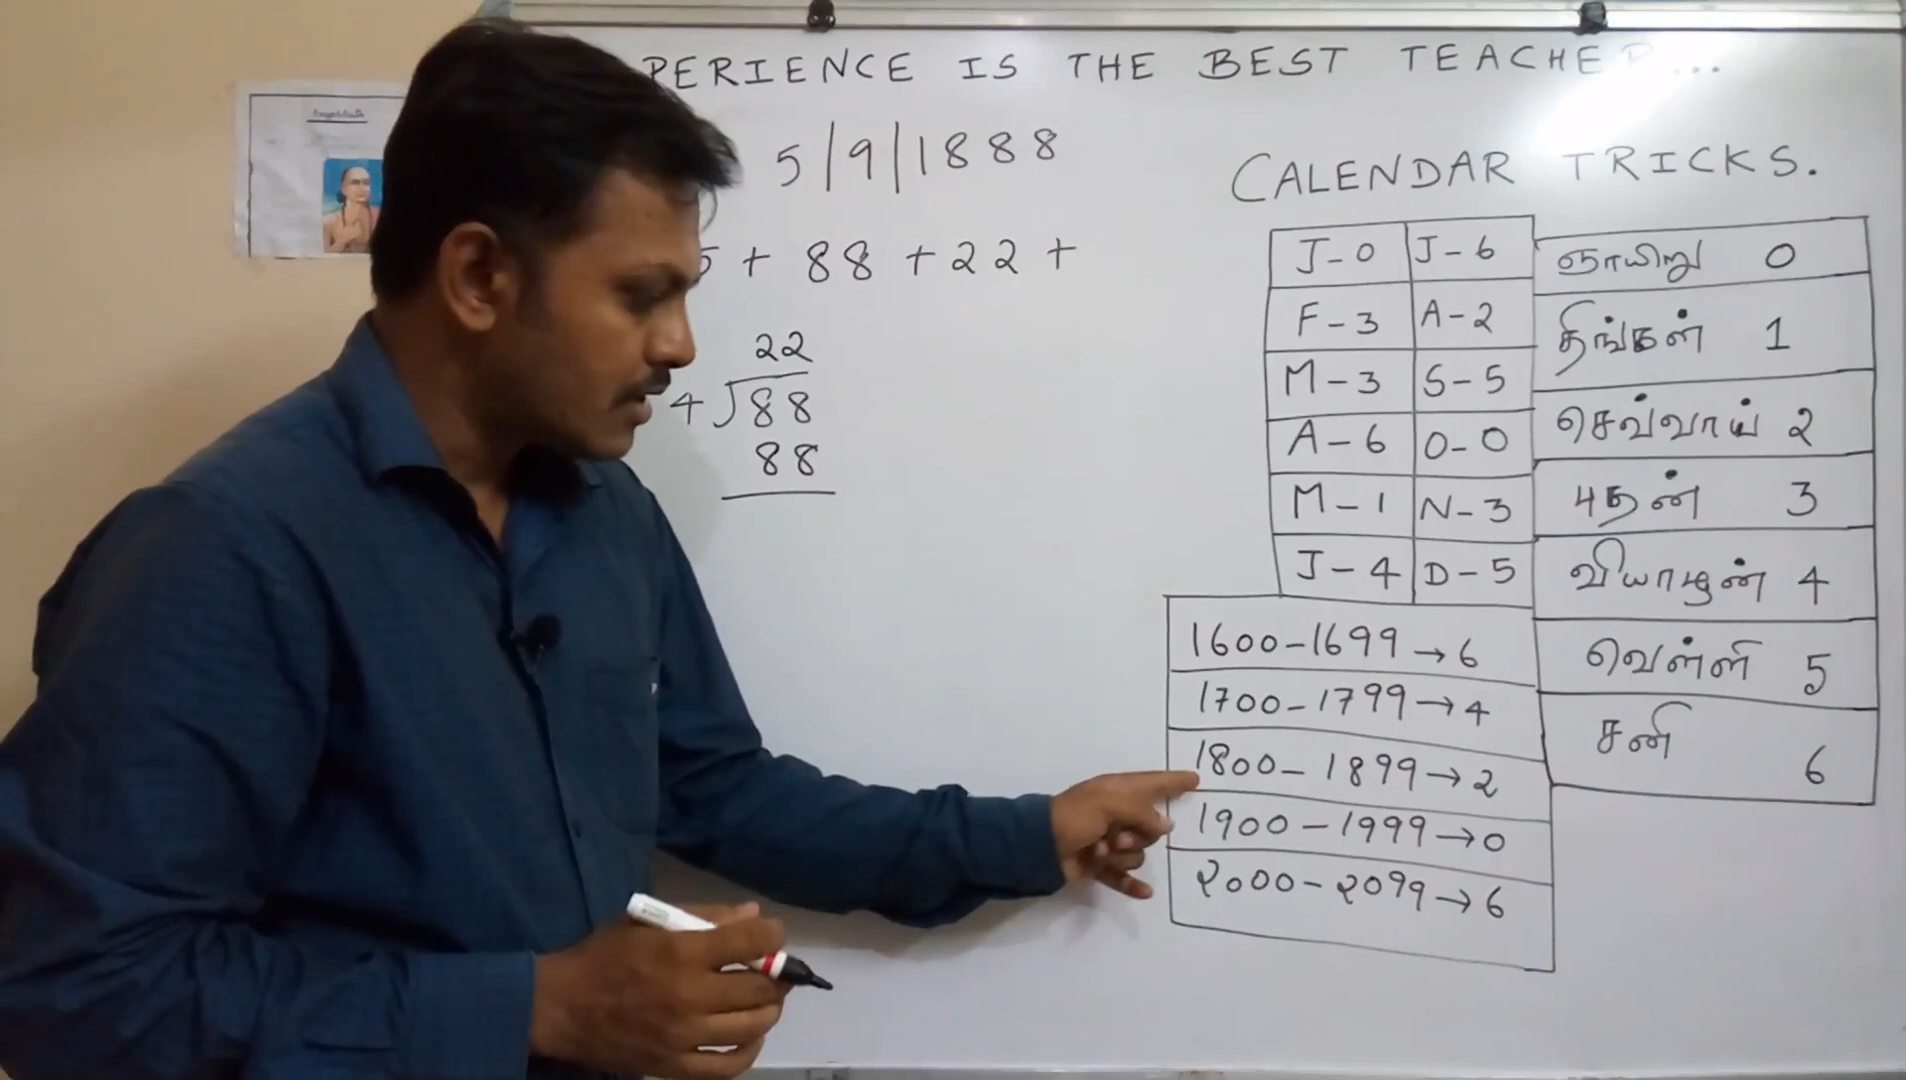 PERIENCE IS THE BEST TEACHER...
5/9/1888
CALENDAR TRICKS.
5 + 88 + 22 +
22
4 88
88
J-0 J-6
F-3 A-2
M-3 S-5
A-6 O-0
M-1 N-3
J-4 D-5
ஞாயிறு 0
திங்கள் 1
செவ்வாய் 2
புதன் 3
வியாழன் 4
வெள்ளி 5
சனி 6
1600-1699→6
1700-1799→4
1800-1899→2
1900-1999→0
2000-2099→6